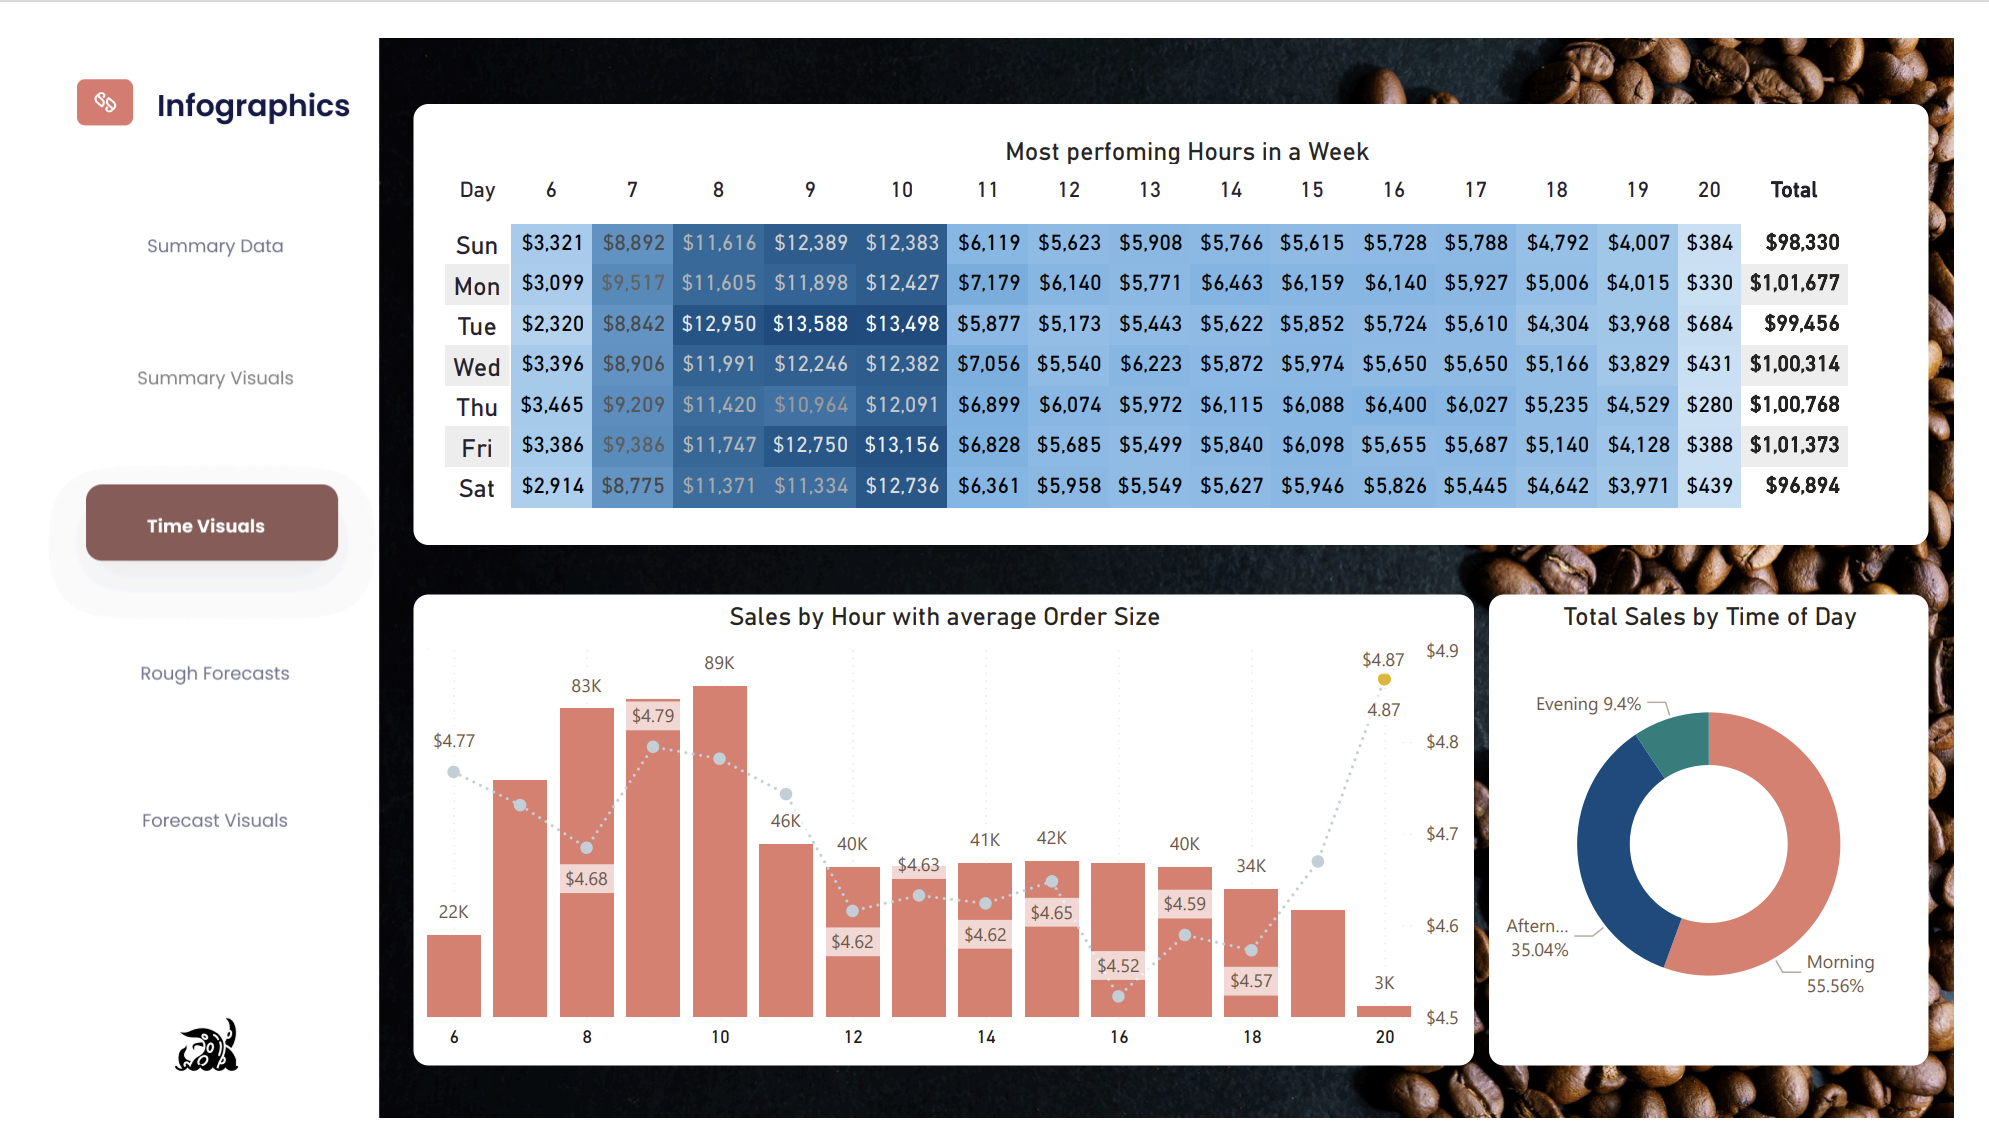 Infographics
Summary Data
Summary Visuals
Time Visuals
Rough Forecasts
Forecast Visuals
Most perfoming Hours in a Week
Day 6 7 8 9 10 11 12 13 14 15 16 17 18 19 20 Total
Sun $3,321 $8,892 $11,616 $12,389 $12,383 $6,119 $5,623 $5,908 $5,766 $5,615 $5,728 $5,788 $4,792 $4,007 $384 $98,330
Mon $3,099 $9,517 $11,605 $11,898 $12,427 $7,179 $6,140 $5,771 $6,463 $6,159 $6,140 $5,927 $5,006 $4,015 $330 $1,01,677
Tue $2,320 $8,842 $12,950 $13,588 $13,498 $5,877 $5,173 $5,443 $5,622 $5,852 $5,724 $5,610 $4,304 $3,968 $684 $99,456
Wed $3,396 $8,906 $11,991 $12,246 $12,382 $7,056 $5,540 $6,223 $5,872 $5,974 $5,650 $5,650 $5,166 $3,829 $431 $1,00,314
Thu $3,465 $9,209 $11,420 $10,964 $12,091 $6,899 $6,074 $5,972 $6,115 $6,088 $6,400 $6,027 $5,235 $4,529 $280 $1,00,768
Fri $3,386 $9,386 $11,747 $12,750 $13,156 $6,828 $5,685 $5,499 $5,840 $6,098 $5,655 $5,687 $5,140 $4,128 $388 $1,01,373
Sat $2,914 $8,775 $11,371 $11,334 $12,736 $6,361 $5,958 $5,549 $5,627 $5,946 $5,826 $5,445 $4,642 $3,971 $439 $96,894
Sales by Hour with average Order Size
$4.9
$4.87
89K
83K
4.87
$4.79
$4.77
$4.8
46K
$4.7
42K
41K
40K
40K
$4.63
34K
$4.68
$4.59
22K
$4.65
$4.6
$4.62
$4.62
$4.52
$4.57
3K
$4.5
6 8 10 12 14 16 18 20
Total Sales by Time of Day
Evening 9.4%
Aftern...
35.04%
Morning
55.56%